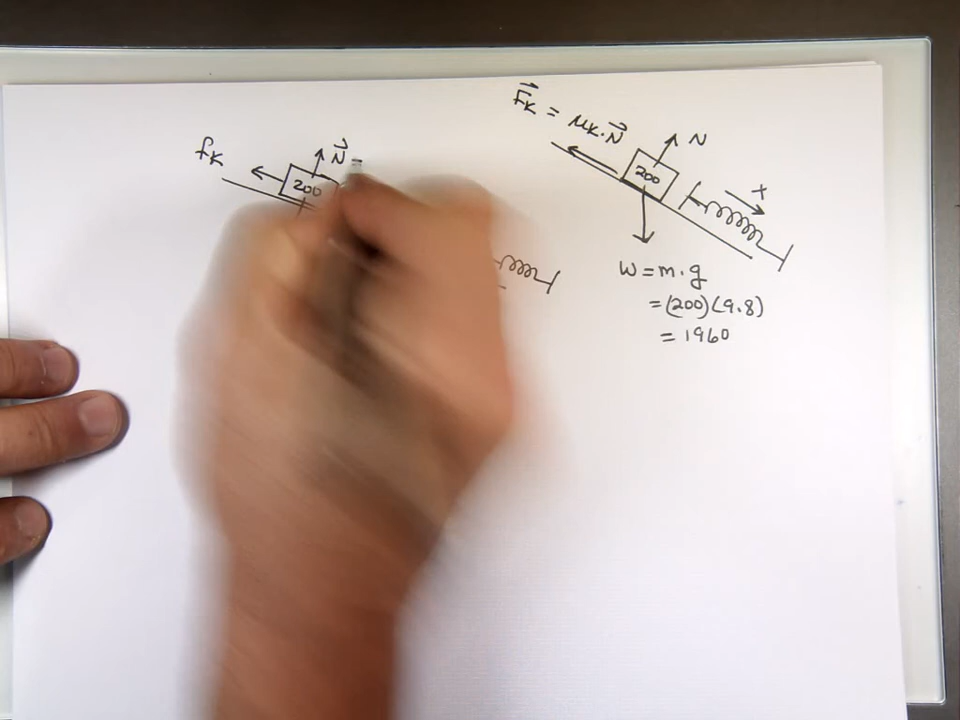 fK
N⃗ =
200
F⃗K = μK·N⃗
N
200
x
W = m·g
= (200)(9.8)
= 1960